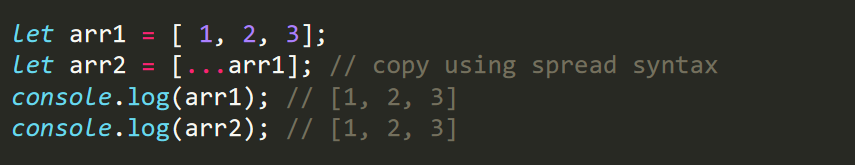 let arr1 = [ 1, 2, 3];
let arr2 = [...arr1]; // copy using spread syntax
console.log(arr1); // [1, 2, 3]
console.log(arr2); // [1, 2, 3]